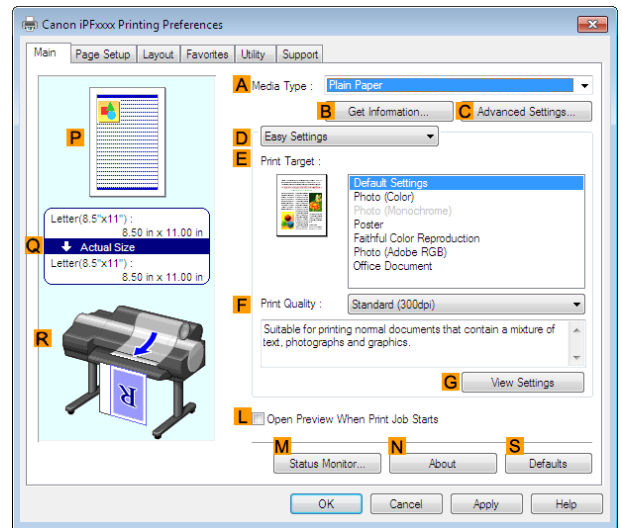 Canon iPFxxxx Printing Preferences
Main Page Setup Layout Favorites Utility Support
A Media Type : Plain Paper
B Get Information... C Advanced Settings...
P
D Easy Settings
E Print Target :
Default Settings
Photo (Color)
Photo (Monochrome)
Poster
Faithful Color Reproduction
Photo (Adobe RGB)
Office Document
Letter(8.5"x11") :
8.50 in x 11.00 in
Q Actual Size
Letter(8.5"x11") :
8.50 in x 11.00 in
F Print Quality : Standard (300dpi)
Suitable for printing normal documents that contain a mixture of
text, photographs and graphics.
R
R
G View Settings
L Open Preview When Print Job Starts
M Status Monitor... N About S Defaults
OK Cancel Apply Help